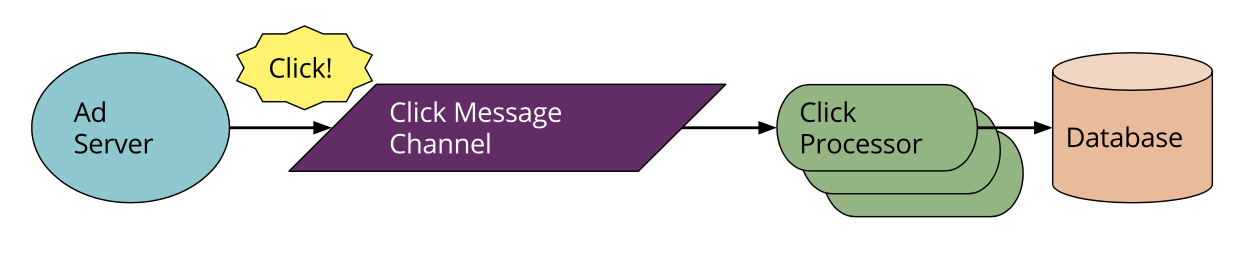 Click!
Ad
Server
Click Message
Channel
Click
Processor
Database